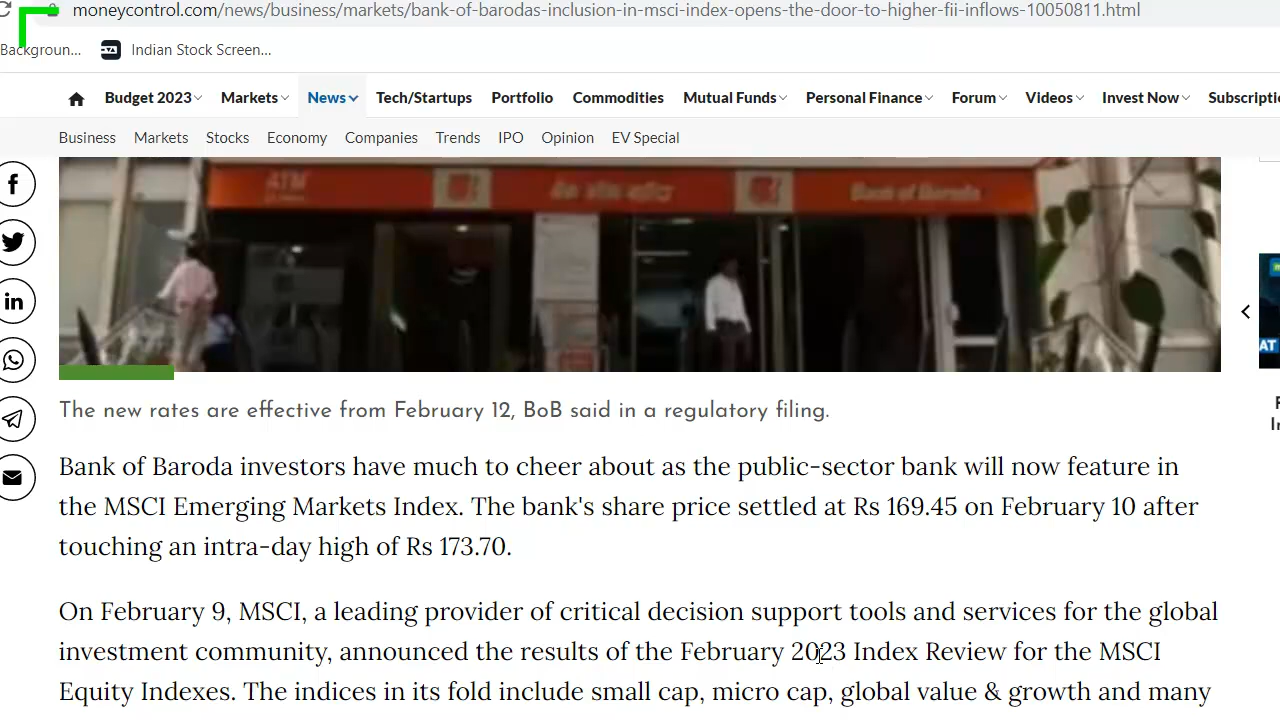 moneycontrol.com/news/business/markets/bank-of-barodas-inclusion-in-msci-index-opens-the-door-to-higher-fii-inflows-10050811.html
Backgroun... Indian Stock Screen...
Budget 2023 Markets News Tech/Startups Portfolio Commodities Mutual Funds Personal Finance Forum Videos Invest Now Subscripti
Business Markets Stocks Economy Companies Trends IPO Opinion EV Special
ATM बैंक ऑफ़ बड़ौदा Bank of Baroda
AT
The new rates are effective from February 12, BoB said in a regulatory filing.
Bank of Baroda investors have much to cheer about as the public-sector bank will now feature in
the MSCI Emerging Markets Index. The bank's share price settled at Rs 169.45 on February 10 after
touching an intra-day high of Rs 173.70.
On February 9, MSCI, a leading provider of critical decision support tools and services for the global
investment community, announced the results of the February 2023 Index Review for the MSCI
Equity Indexes. The indices in its fold include small cap, micro cap, global value & growth and many